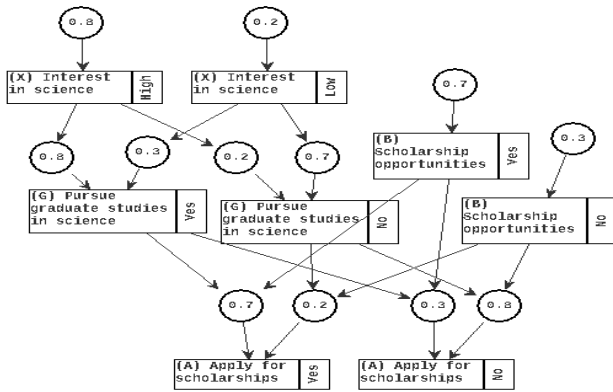 0.8
0.2
(X) Interest
in science
High
(X) Interest
in science
Low
0.7
0.3
0.8
0.3
0.2
0.7
(B)
Scholarship
opportunities
Yes
(G) Pursue
graduate studies
in science
Yes
(G) Pursue
graduate studies
in science
No
(B)
Scholarship
opportunities
No
0.7
0.2
0.3
0.8
(A) Apply for
scholarships
Yes
(A) Apply for
scholarships
No